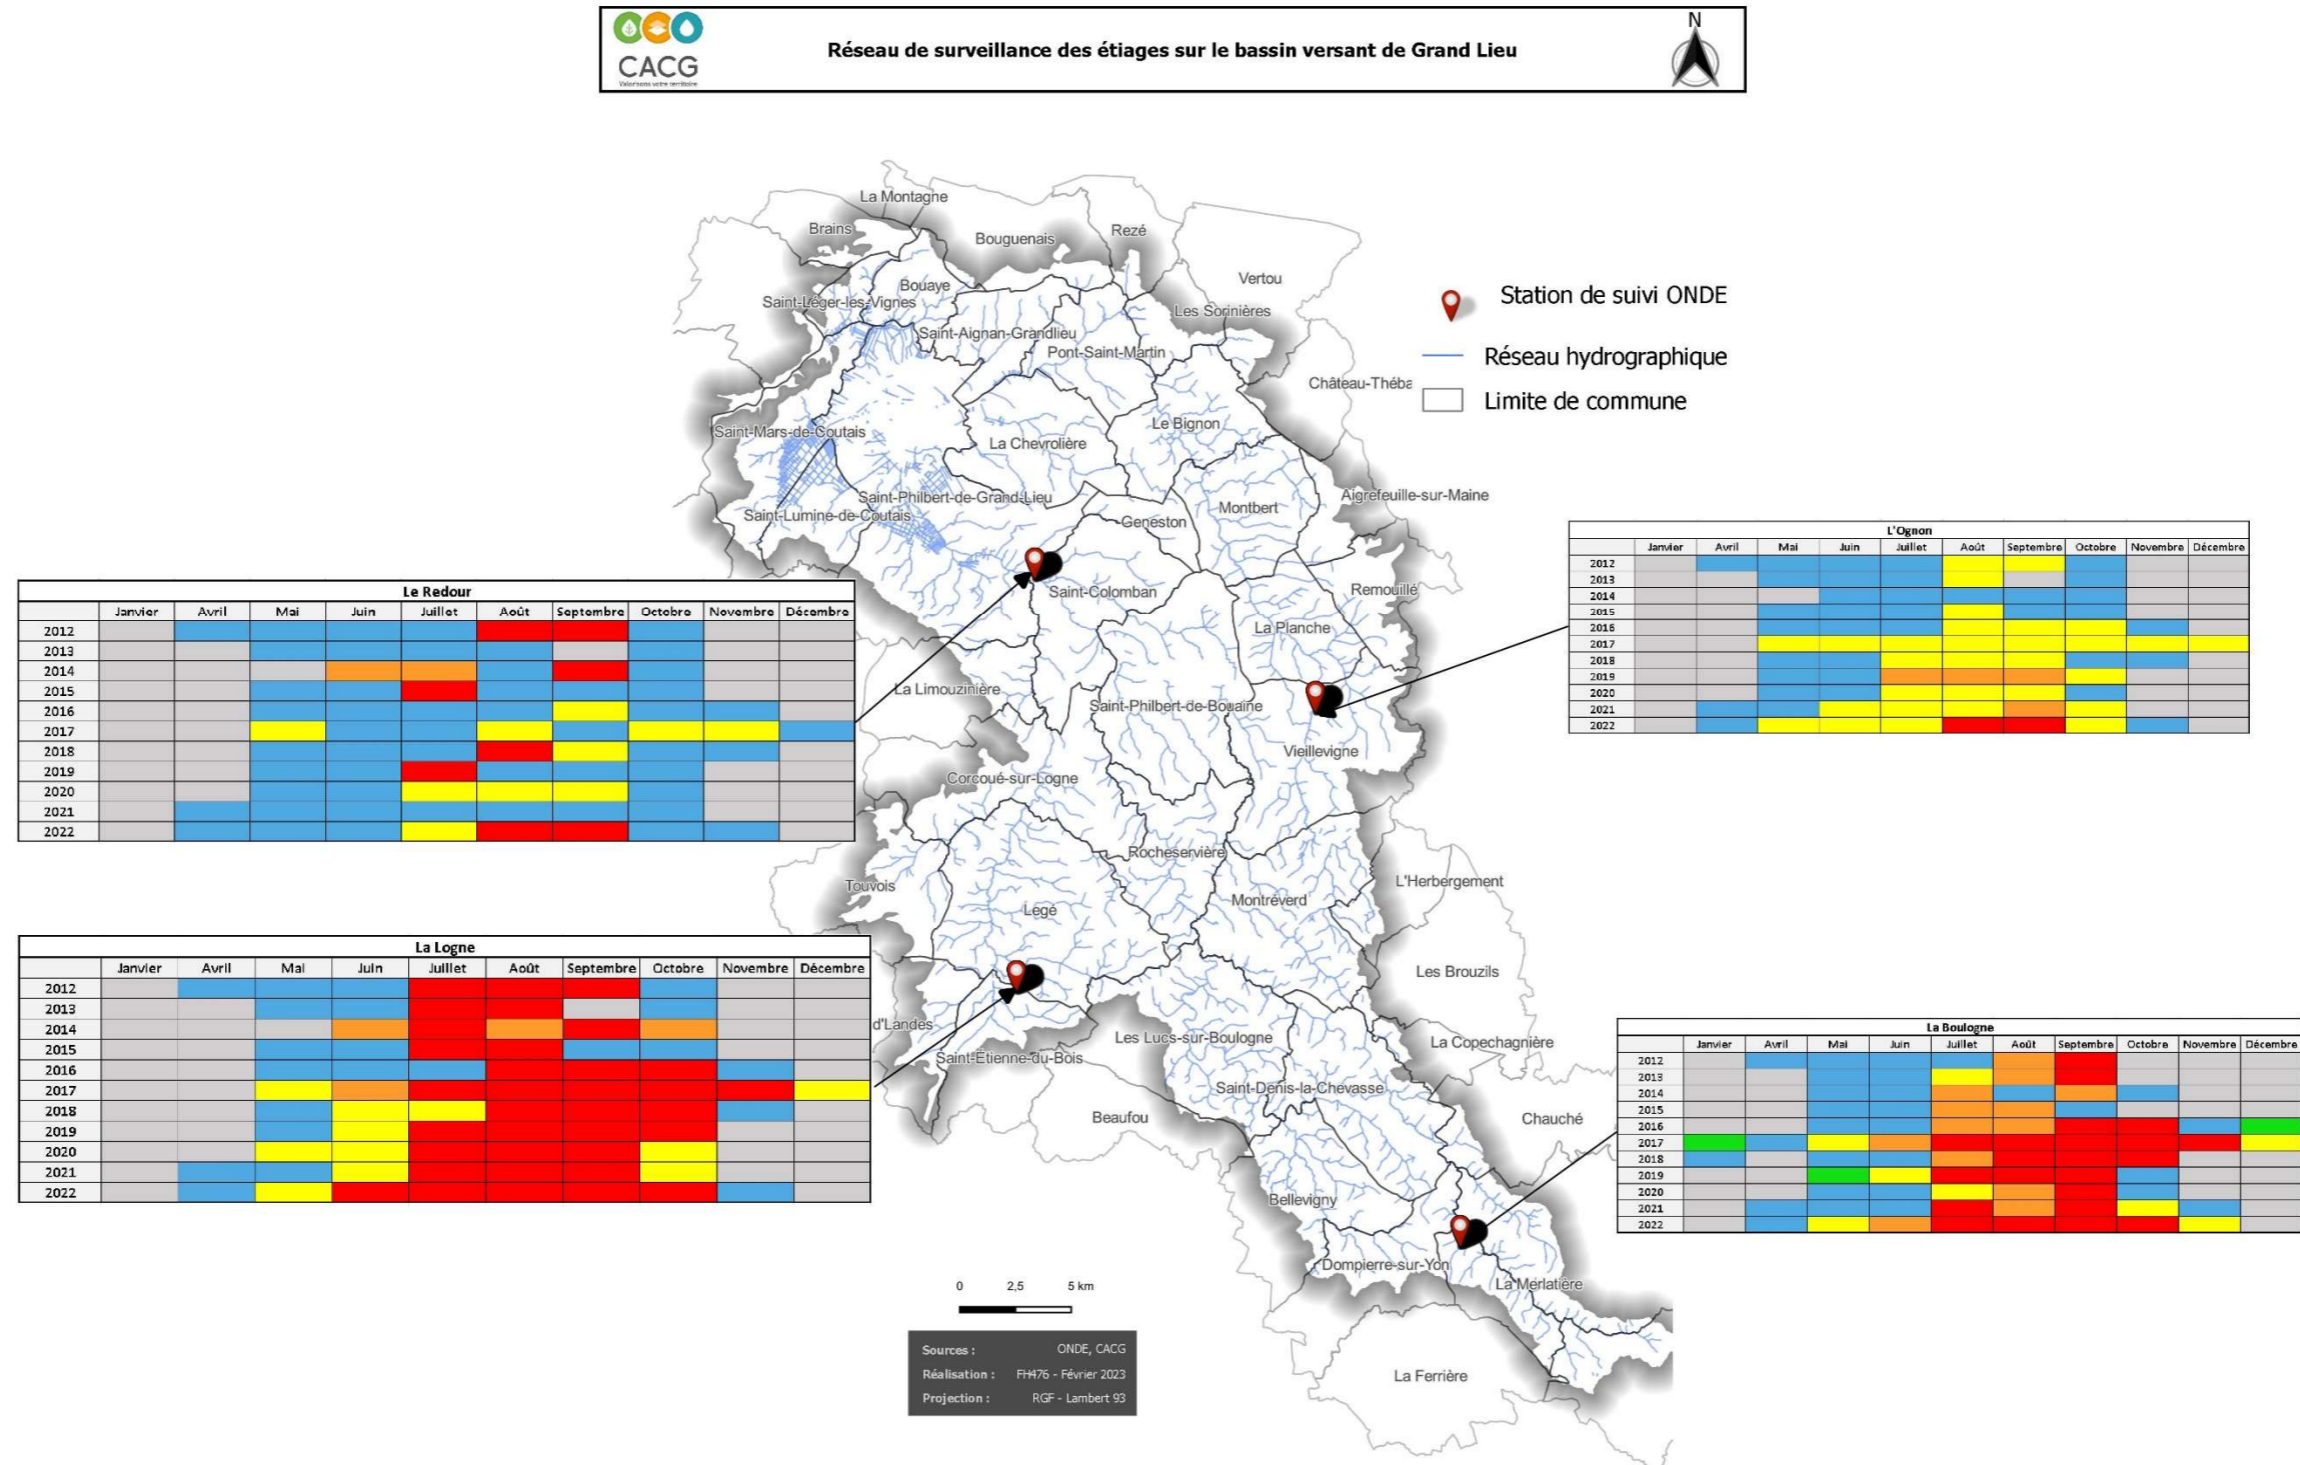 CACG
Valorisons votre territoire
Réseau de surveillance des étiages sur le bassin versant de Grand Lieu
N
La Montagne
Brains
Bouguenais
Rezé
Vertou
Bouaye
Saint-Léger-les-Vignes
Les Sorinières
Saint-Aignan-Grandlieu
Pont-Saint-Martin
Château-Théba
Station de suivi ONDE
Réseau hydrographique
Limite de commune
Saint-Mars-de-Coutais
La Chevrolière
Le Bignon
Saint-Philbert-de-Grand-Lieu
Aigrefeuille-sur-Maine
Saint-Lumine-de-Coutais
Geneston
Montbert
Saint-Colomban
Remouillé
La Planche
La Limouzinière
Saint-Philbert-de-Bouaine
Vieillevigne
Corcoué-sur-Logne
Rocheservière
Touvois
Legé
Montréverd
L'Herbergement
Les Brouzils
d'Landes
Saint-Étienne-du-Bois
Les Lucs-sur-Boulogne
La Copechagnière
Saint-Denis-la-Chevasse
Beaufou
Chauché
Bellevigny
Dompierre-sur-Yon
La Merlatière
La Ferrière
Le Redour
Janvier Avril Mai Juin Juillet Août Septembre Octobre Novembre Décembre
2012
2013
2014
2015
2016
2017
2018
2019
2020
2021
2022
La Logne
Janvier Avril Mai Juin Juillet Août Septembre Octobre Novembre Décembre
2012
2013
2014
2015
2016
2017
2018
2019
2020
2021
2022
L'Ognon
Janvier Avril Mai Juin Juillet Août Septembre Octobre Novembre Décembre
2012
2013
2014
2015
2016
2017
2018
2019
2020
2021
2022
La Boulogne
Janvier Avril Mai Juin Juillet Août Septembre Octobre Novembre Décembre
2012
2013
2014
2015
2016
2017
2018
2019
2020
2021
2022
0 2,5 5 km
Sources : ONDE, CACG
Réalisation : FH476 - Février 2023
Projection : RGF - Lambert 93